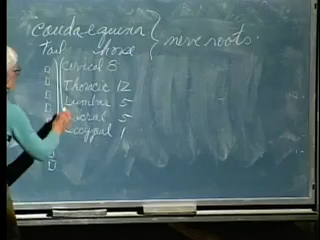 cauda equina } nerve roots.
Tail horse
Cervical 8
Thoracic 12
Lumbar 5
Sacral 5
Coccygeal 1